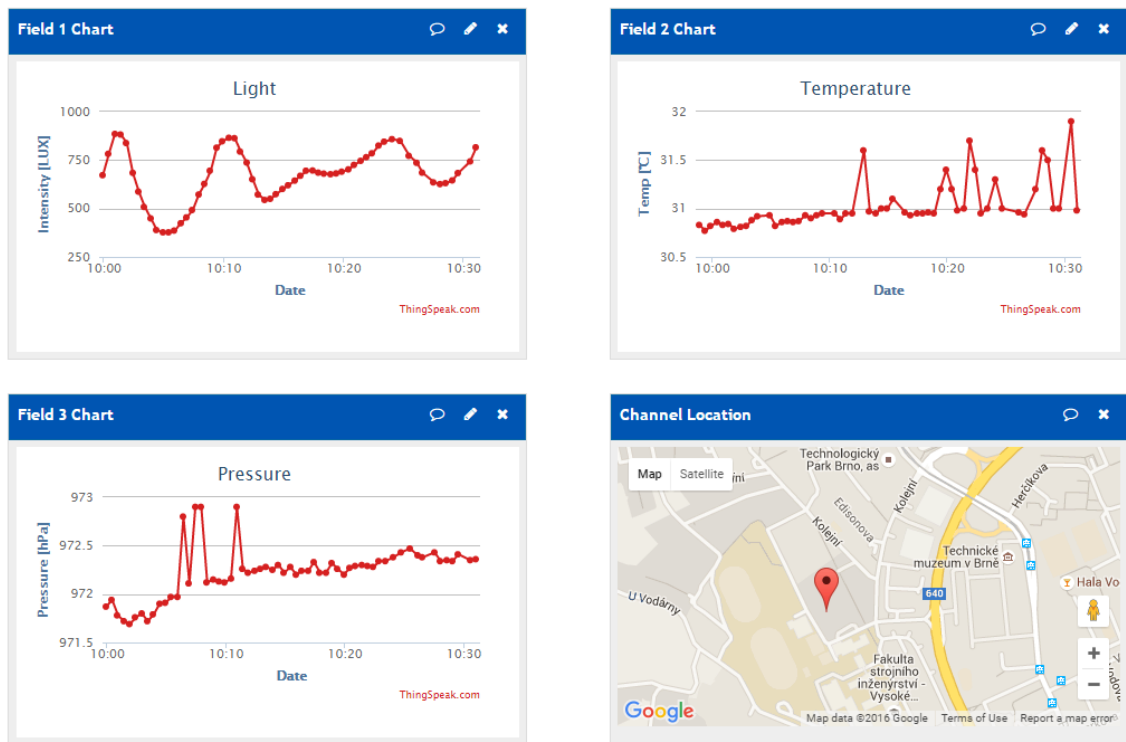 Field 1 Chart
Light
Intensity [LUX]
1000
750
500
250
10:00 10:10 10:20 10:30
Date
ThingSpeak.com
Field 2 Chart
Temperature
Temp [℃]
32
31.5
31
30.5
10:00 10:10 10:20 10:30
Date
ThingSpeak.com
Field 3 Chart
Pressure
Pressure [hPa]
973
972.5
972
971.5
10:00 10:10 10:20 10:30
Date
ThingSpeak.com
Channel Location
Map Satellite
jní
Technologický
Park Brno, as
Kolejní
Edisonova
Kolejní
Herčíkova
Technické
muzeum v Brně
Hala Vo
U Vodárny
640
Fakulta
strojního
inženýrství -
Vysoké...
+
−
Google
Map data ©2016 Google Terms of Use Report a map error